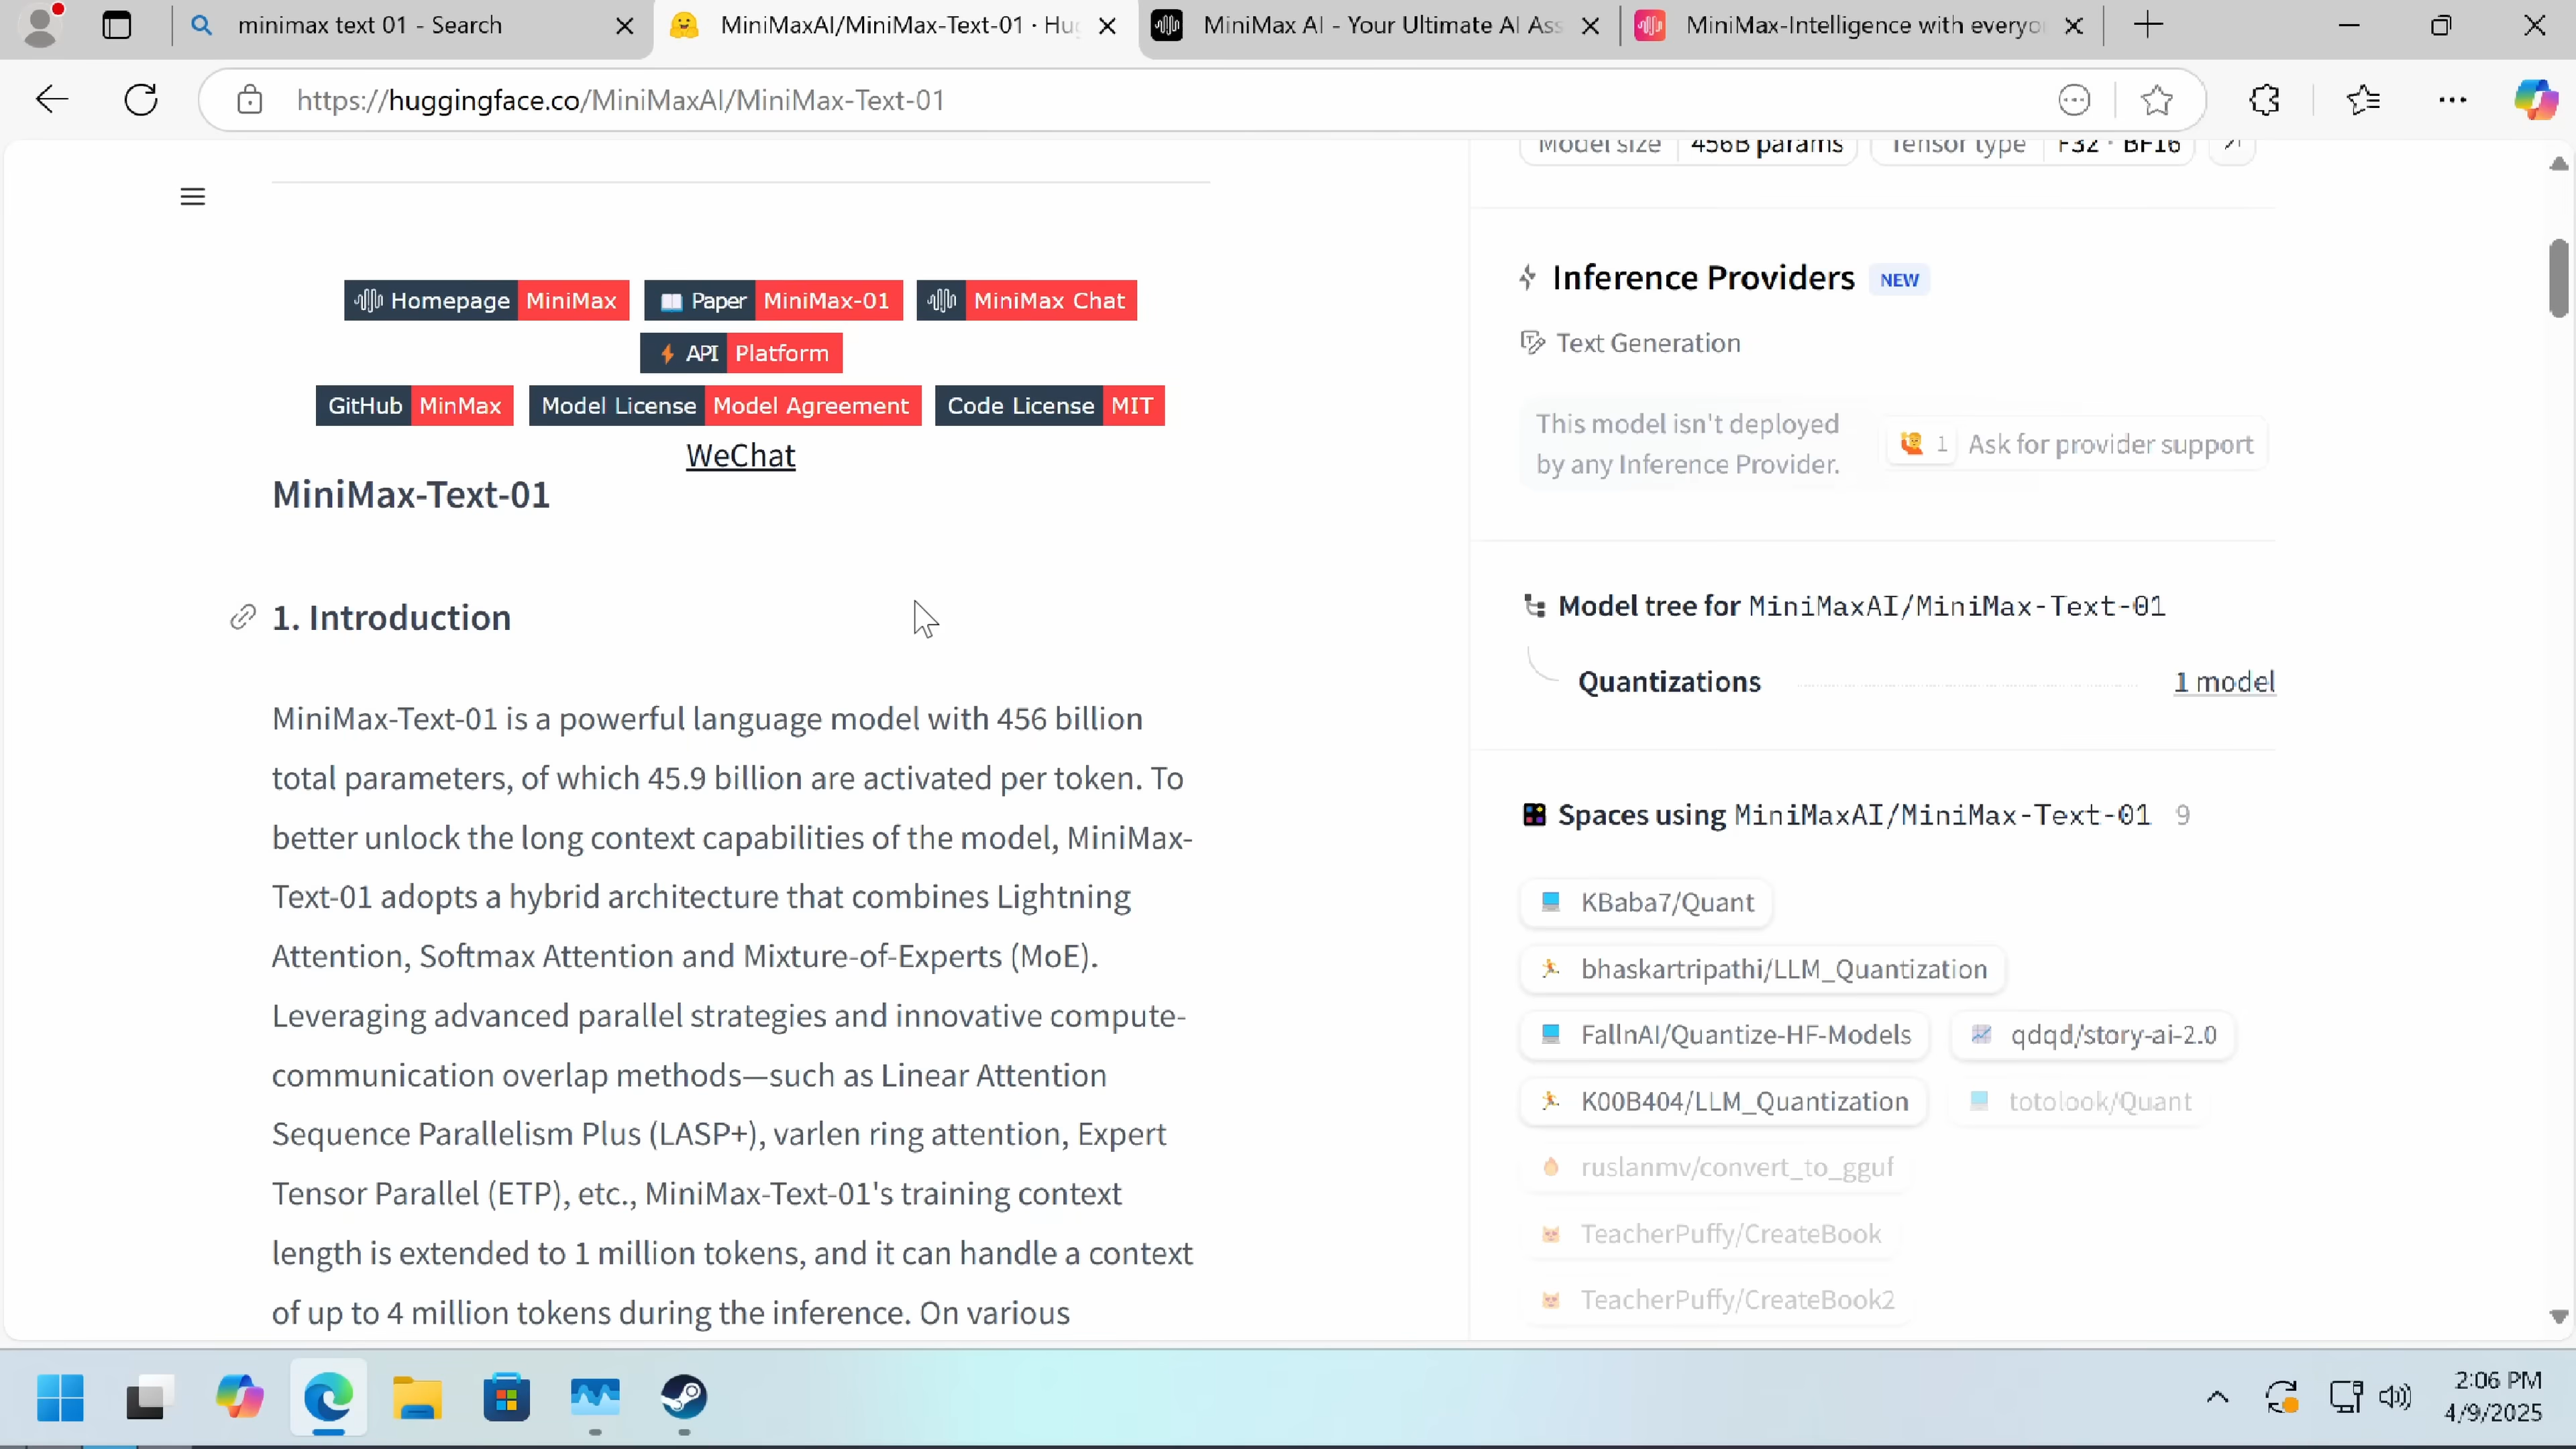 minimax text 01 - Search
MiniMaxAI/MiniMax-Text-01 · Hug
MiniMax AI - Your Ultimate AI Ass
MiniMax-Intelligence with everyo
https://huggingface.co/MiniMaxAI/MiniMax-Text-01
Model size 456B params Tensor type F32 · BF16
Homepage MiniMax Paper MiniMax-01 MiniMax Chat
API Platform
GitHub MinMax Model License Model Agreement Code License MIT
WeChat
MiniMax-Text-01
1. Introduction
MiniMax-Text-01 is a powerful language model with 456 billion
total parameters, of which 45.9 billion are activated per token. To
better unlock the long context capabilities of the model, MiniMax-
Text-01 adopts a hybrid architecture that combines Lightning
Attention, Softmax Attention and Mixture-of-Experts (MoE).
Leveraging advanced parallel strategies and innovative compute-
communication overlap methods—such as Linear Attention
Sequence Parallelism Plus (LASP+), varlen ring attention, Expert
Tensor Parallel (ETP), etc., MiniMax-Text-01's training context
length is extended to 1 million tokens, and it can handle a context
of up to 4 million tokens during the inference. On various
Inference Providers NEW
Text Generation
This model isn't deployed
by any Inference Provider.
1 Ask for provider support
Model tree for MiniMaxAI/MiniMax-Text-01
Quantizations 1 model
Spaces using MiniMaxAI/MiniMax-Text-01 9
KBaba7/Quant
bhaskartripathi/LLM_Quantization
FallnAI/Quantize-HF-Models qdqd/story-ai-2.0
K00B404/LLM_Quantization totolook/Quant
ruslanmv/convert_to_gguf
TeacherPuffy/CreateBook
TeacherPuffy/CreateBook2
2:06 PM
4/9/2025